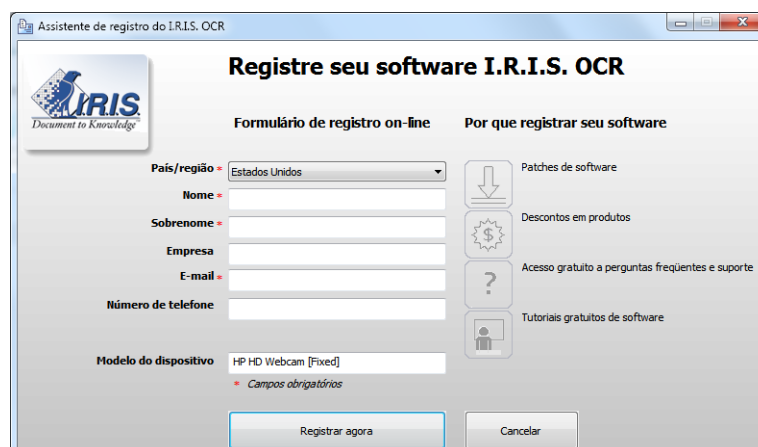 Assistente de registro do I.R.I.S. OCR
I.R.I.S.
Document to Knowledge
Registre seu software I.R.I.S. OCR
Formulário de registro on-line
Por que registrar seu software
País/região * Estados Unidos
Patches de software
Nome *
Sobrenome *
Descontos em produtos
Empresa
E-mail *
Acesso gratuito a perguntas freqüentes e suporte
Número de telefone
Tutoriais gratuitos de software
Modelo do dispositivo HP HD Webcam [Fixed]
* Campos obrigatórios
Registrar agora
Cancelar